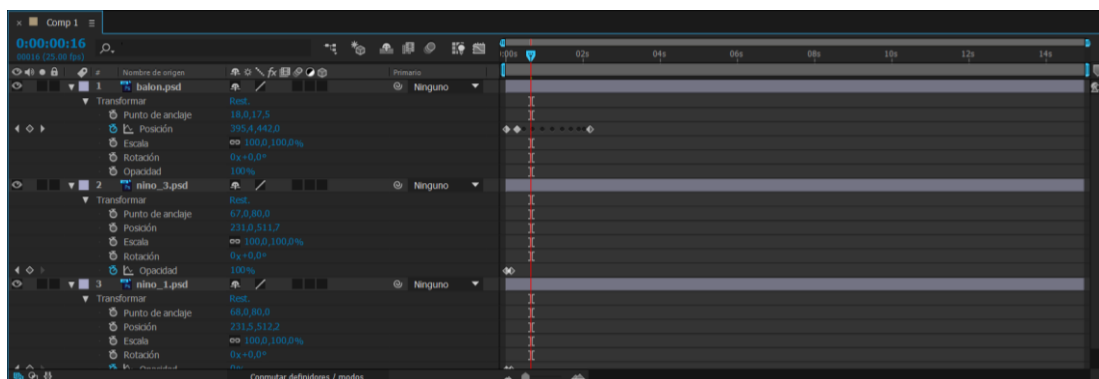 Comp 1
0:00:00:16
00016 (25.00 fps)
:00s 02s 04s 06s 08s 10s 12s 14s
# Nombre de origen fx Primario
1 balon.psd Ninguno
Transformar Rest.
Punto de anclaje 18,0,17,5
Posición 395,4,442,0
Escala 100,0,100,0%
Rotación 0x+0,0°
Opacidad 100%
2 nino_3.psd Ninguno
Transformar Rest.
Punto de anclaje 67,0,80,0
Posición 231,0,511,7
Escala 100,0,100,0%
Rotación 0x+0,0°
Opacidad 100%
3 nino_1.psd Ninguno
Transformar Rest.
Punto de anclaje 68,0,80,0
Posición 231,5,512,2
Escala 100,0,100,0%
Rotación 0x+0,0°
Conmutar definidores / modos